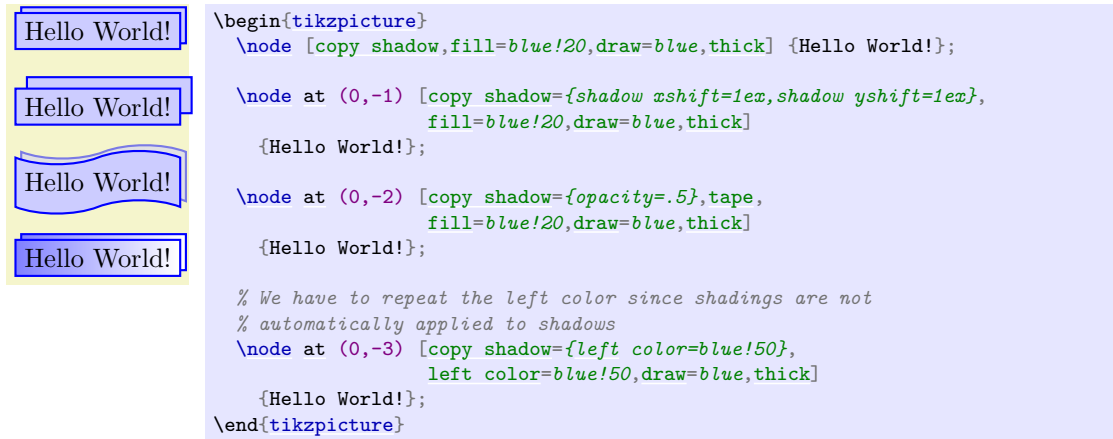 Hello World!
Hello World!
Hello World!
Hello World!
\begin{tikzpicture}
  \node [copy shadow,fill=blue!20,draw=blue,thick] {Hello World!};

  \node at (0,-1) [copy shadow={shadow xshift=1ex,shadow yshift=1ex},
                   fill=blue!20,draw=blue,thick]
    {Hello World!};

  \node at (0,-2) [copy shadow={opacity=.5},tape,
                   fill=blue!20,draw=blue,thick]
    {Hello World!};

  % We have to repeat the left color since shadings are not
  % automatically applied to shadows
  \node at (0,-3) [copy shadow={left color=blue!50},
                   left color=blue!50,draw=blue,thick]
    {Hello World!};
\end{tikzpicture}